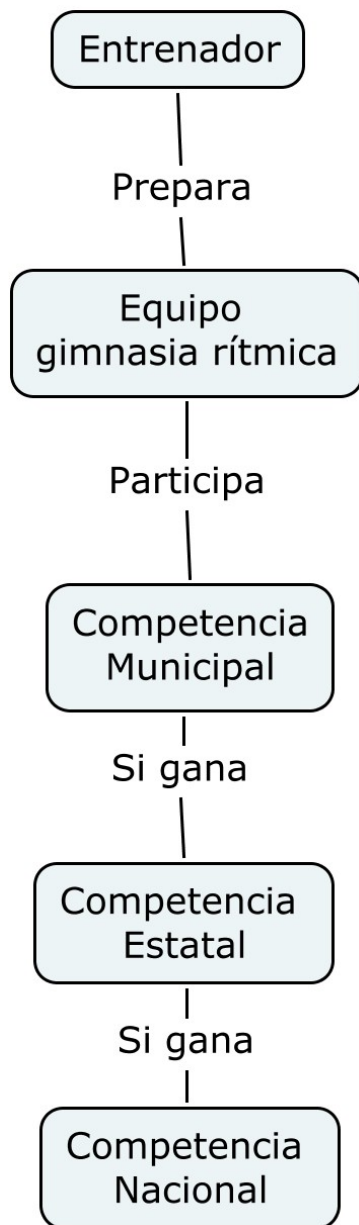 Entrenador
Prepara
Equipo
gimnasia rítmica
Participa
Competencia
Municipal
Si gana
Competencia
Estatal
Si gana
Competencia
Nacional